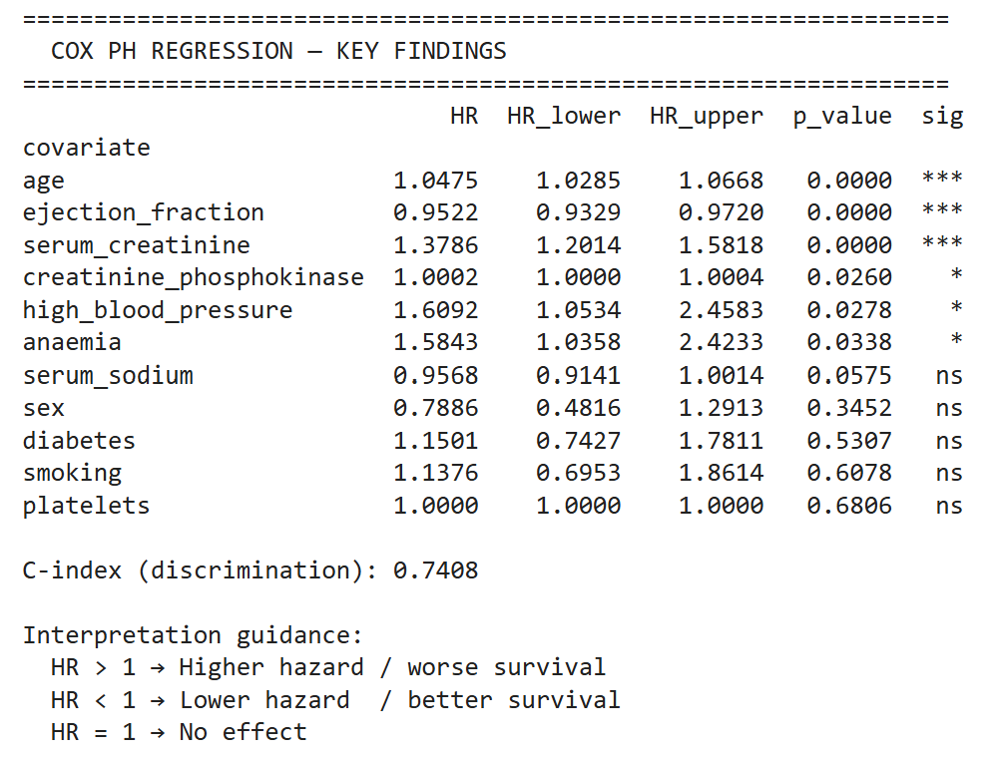 =================================================================
  COX PH REGRESSION — KEY FINDINGS
=================================================================
                              HR  HR_lower  HR_upper  p_value  sig
covariate
age                       1.0475    1.0285    1.0668   0.0000  ***
ejection_fraction         0.9522    0.9329    0.9720   0.0000  ***
serum_creatinine          1.3786    1.2014    1.5818   0.0000  ***
creatinine_phosphokinase  1.0002    1.0000    1.0004   0.0260    *
high_blood_pressure       1.6092    1.0534    2.4583   0.0278    *
anaemia                   1.5843    1.0358    2.4233   0.0338    *
serum_sodium              0.9568    0.9141    1.0014   0.0575   ns
sex                       0.7886    0.4816    1.2913   0.3452   ns
diabetes                  1.1501    0.7427    1.7811   0.5307   ns
smoking                   1.1376    0.6953    1.8614   0.6078   ns
platelets                 1.0000    1.0000    1.0000   0.6806   ns

C-index (discrimination): 0.7408

Interpretation guidance:
  HR > 1 → Higher hazard / worse survival
  HR < 1 → Lower hazard  / better survival
  HR = 1 → No effect